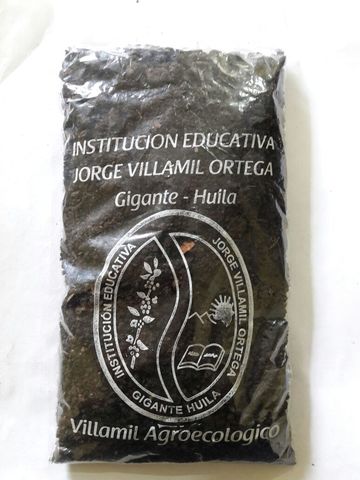 INSTITUCION EDUCATIVA
JORGE VILLAMIL ORTEGA
Gigante - Huila
INSTITUCIÓN EDUCATIVA
JORGE VILLAMIL ORTEGA
GIGANTE HUILA
Villamil Agroecologico